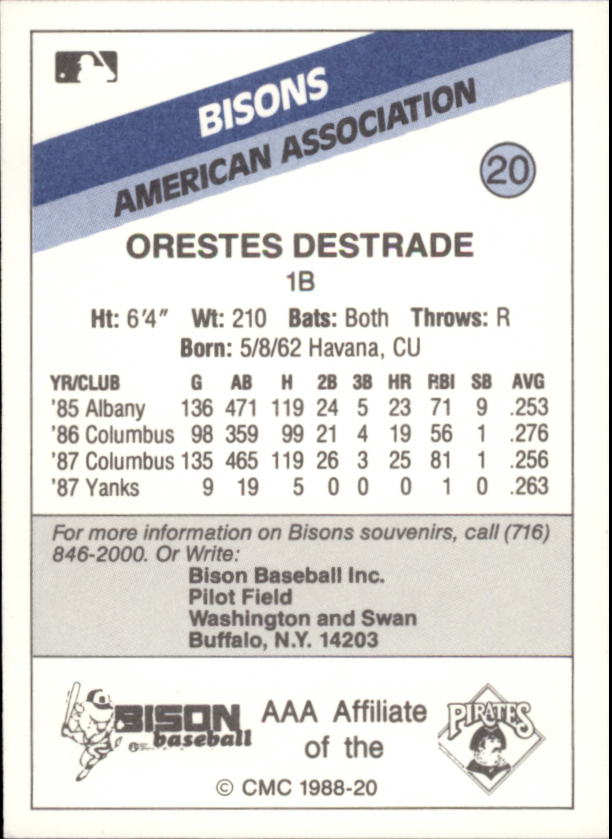 BISONS
AMERICAN ASSOCIATION
20
ORESTES DESTRADE
1B
Ht: 6'4" Wt: 210 Bats: Both Throws: R
Born: 5/8/62 Havana, CU
YR/CLUB G AB H 2B 3B HR RBI SB AVG
'85 Albany 136 471 119 24 5 23 71 9 .253
'86 Columbus 98 359 99 21 4 19 56 1 .276
'87 Columbus 135 465 119 26 3 25 81 1 .256
'87 Yanks 9 19 5 0 0 0 1 0 .263
For more information on Bisons souvenirs, call (716)
846-2000. Or Write:
Bison Baseball Inc.
Pilot Field
Washington and Swan
Buffalo, N.Y. 14203
BISON
baseball
AAA Affiliate
of the
PIRATES
© CMC 1988-20